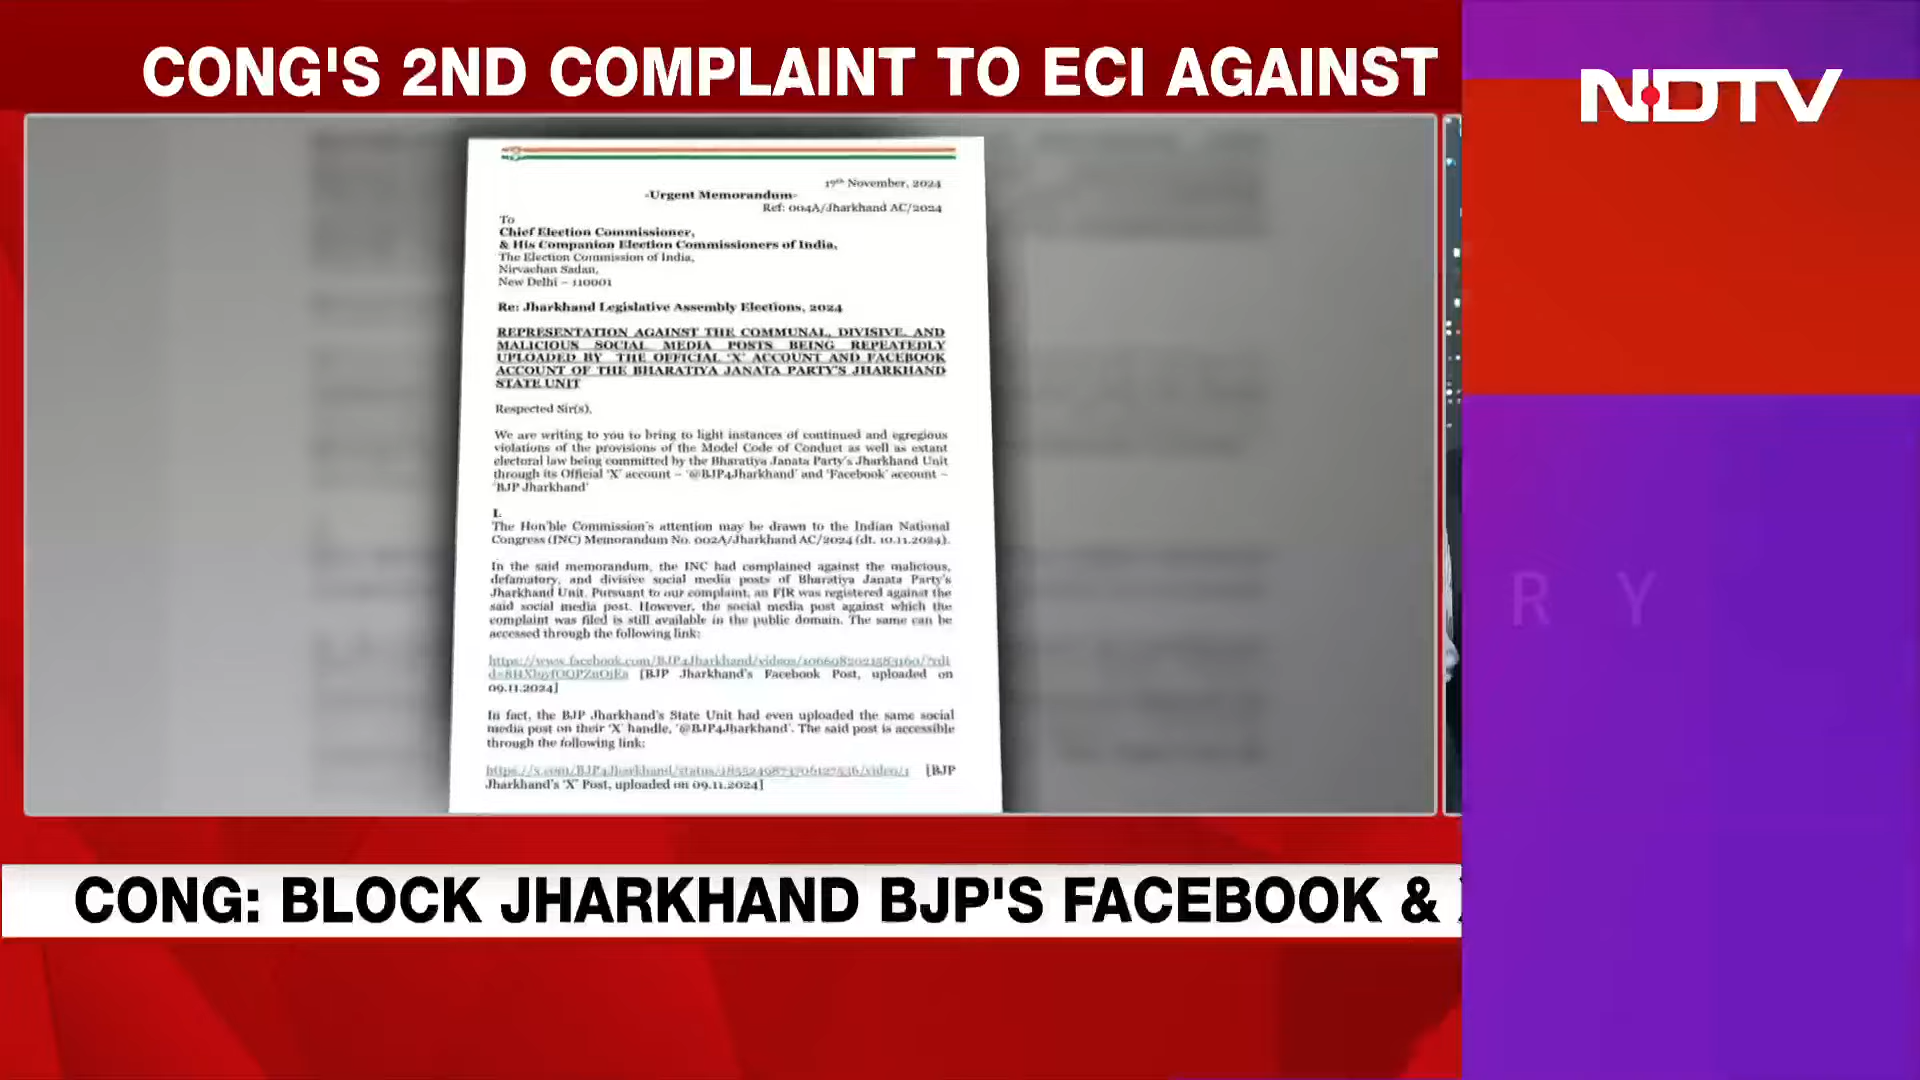 CONG'S 2ND COMPLAINT TO ECI AGAINST
NDTV
19th November, 2024
-Urgent Memorandum-
Ref: 004A/Jharkhand AC/2024
To
Chief Election Commissioner,
& His Companion Election Commissioners of India,
The Election Commission of India,
Nirvachan Sadan,
New Delhi – 110001
Re: Jharkhand Legislative Assembly Elections, 2024
REPRESENTATION AGAINST THE COMMUNAL, DIVISIVE, AND
MALICIOUS SOCIAL MEDIA POSTS BEING REPEATEDLY
UPLOADED BY THE OFFICIAL 'X' ACCOUNT AND FACEBOOK
ACCOUNT OF THE BHARATIYA JANATA PARTY'S JHARKHAND
STATE UNIT
Respected Sir(s),
We are writing to you to bring to light instances of continued and egregious
violations of the provisions of the Model Code of Conduct as well as extant
electoral law being committed by the Bharatiya Janata Party's Jharkhand Unit
through its Official 'X' account – '@BJP4Jharkhand' and 'Facebook' account –
'BJP Jharkhand'
I.
The Hon'ble Commission's attention may be drawn to the Indian National
Congress (INC) Memorandum No. 002A/Jharkhand AC/2024 (dt. 10.11.2024).
In the said memorandum, the INC had complained against the malicious,
defamatory, and divisive social media posts of Bharatiya Janata Party's
Jharkhand Unit. Pursuant to our complaint, an FIR was registered against the
said social media post. However, the social media post against which the
complaint was filed is still available in the public domain. The same can be
accessed through the following link:
[BJP Jharkhand's Facebook Post, uploaded on
09.11.2024]
In fact, the BJP Jharkhand's State Unit had even uploaded the same social
media post on their 'X' handle, '@BJP4Jharkhand'. The said post is accessible
through the following link:
[BJP
Jharkhand's 'X' Post, uploaded on 09.11.2024]
R Y
CONG: BLOCK JHARKHAND BJP'S FACEBOOK &